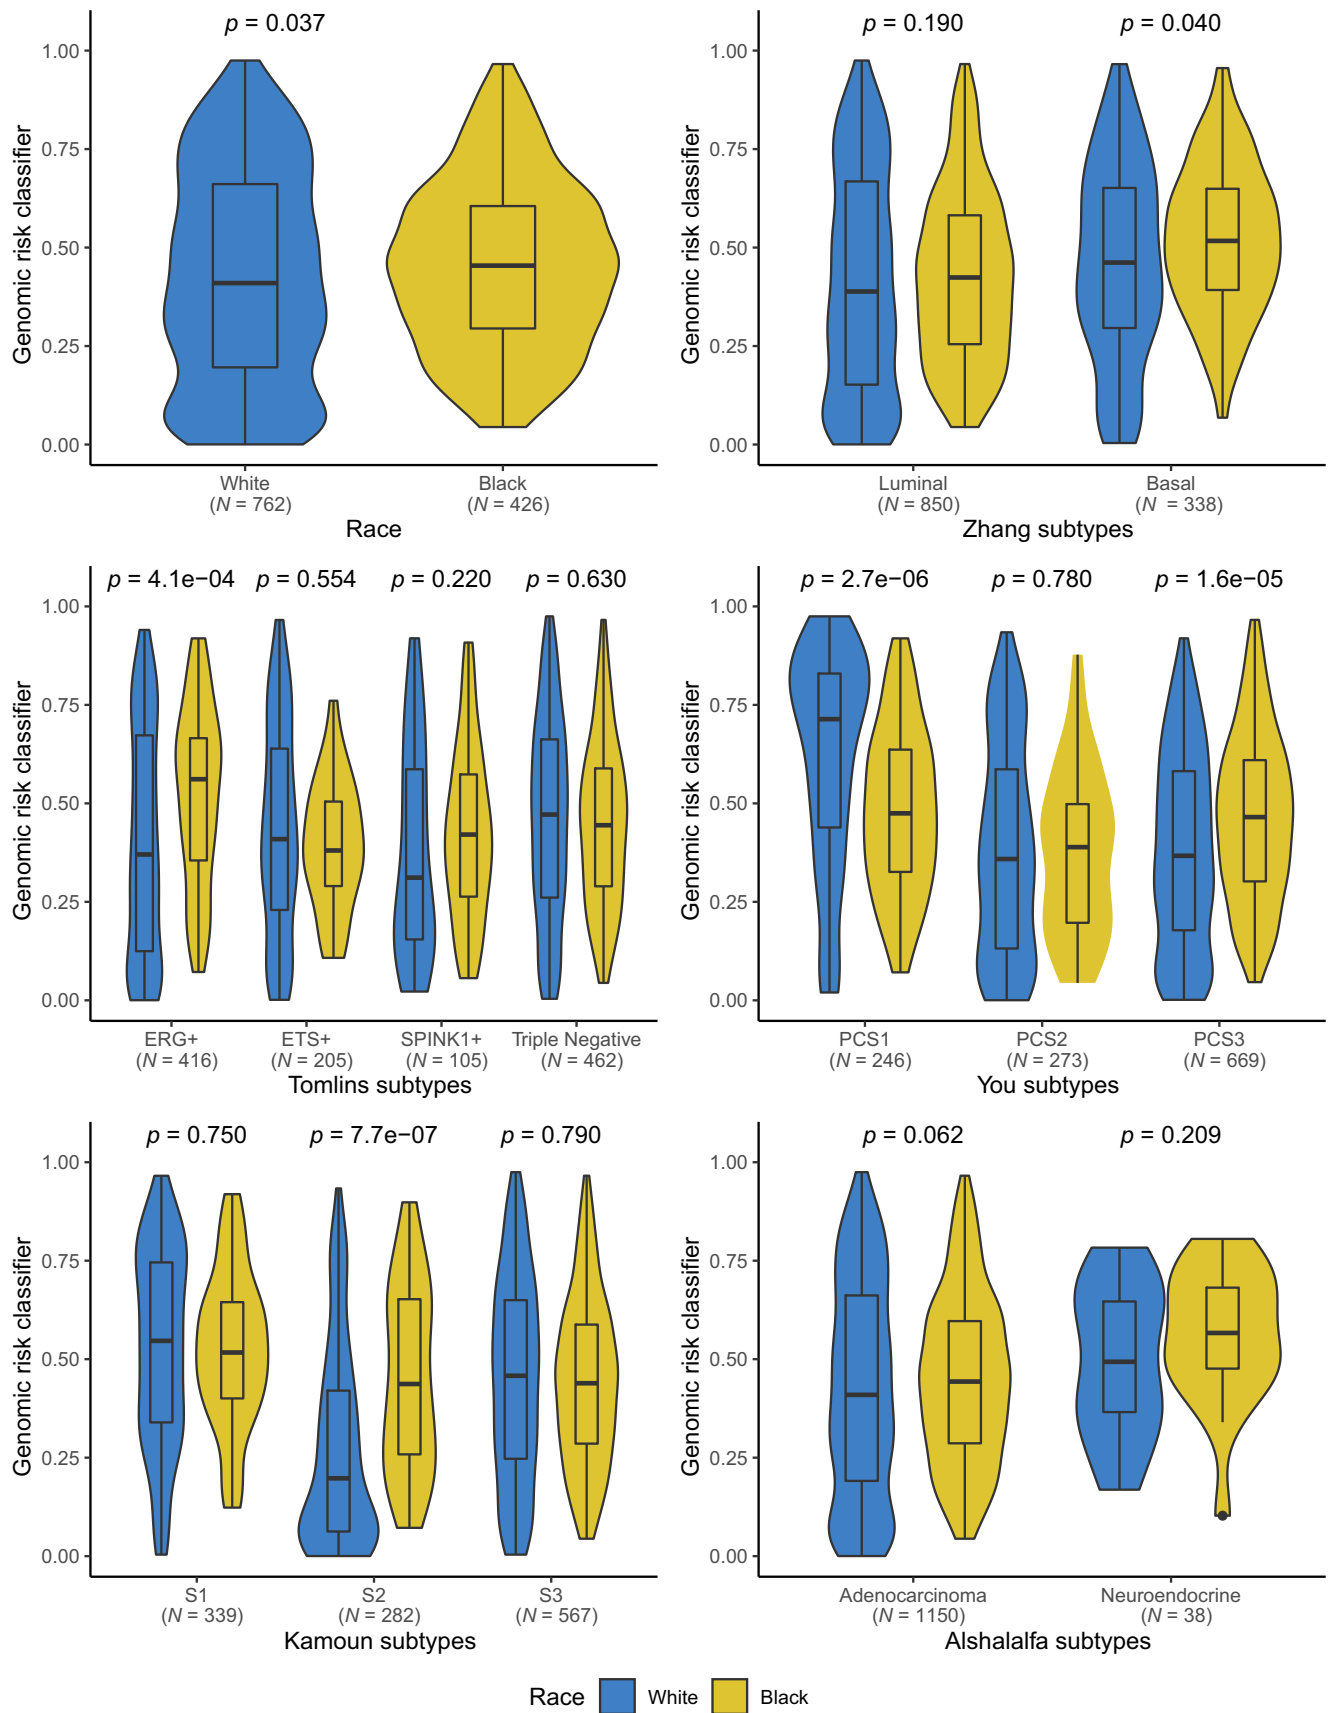 p = 0.037
Genomic risk classifier
1.00
0.75
0.50
0.25
0.00
White
(N = 762)
Black
(N = 426)
Race
p = 0.190
p = 0.040
Genomic risk classifier
1.00
0.75
0.50
0.25
0.00
Luminal
(N = 850)
Basal
(N = 338)
Zhang subtypes
p = 4.1e−04
p = 0.554
p = 0.220
p = 0.630
Genomic risk classifier
1.00
0.75
0.50
0.25
0.00
ERG+
(N = 416)
ETS+
(N = 205)
SPINK1+
(N = 105)
Triple Negative
(N = 462)
Tomlins subtypes
p = 2.7e−06
p = 0.780
p = 1.6e−05
Genomic risk classifier
1.00
0.75
0.50
0.25
0.00
PCS1
(N = 246)
PCS2
(N = 273)
PCS3
(N = 669)
You subtypes
p = 0.750
p = 7.7e−07
p = 0.790
Genomic risk classifier
1.00
0.75
0.50
0.25
0.00
S1
(N = 339)
S2
(N = 282)
S3
(N = 567)
Kamoun subtypes
p = 0.062
p = 0.209
Genomic risk classifier
1.00
0.75
0.50
0.25
0.00
Adenocarcinoma
(N = 1150)
Neuroendocrine
(N = 38)
Alshalalfa subtypes
Race White Black